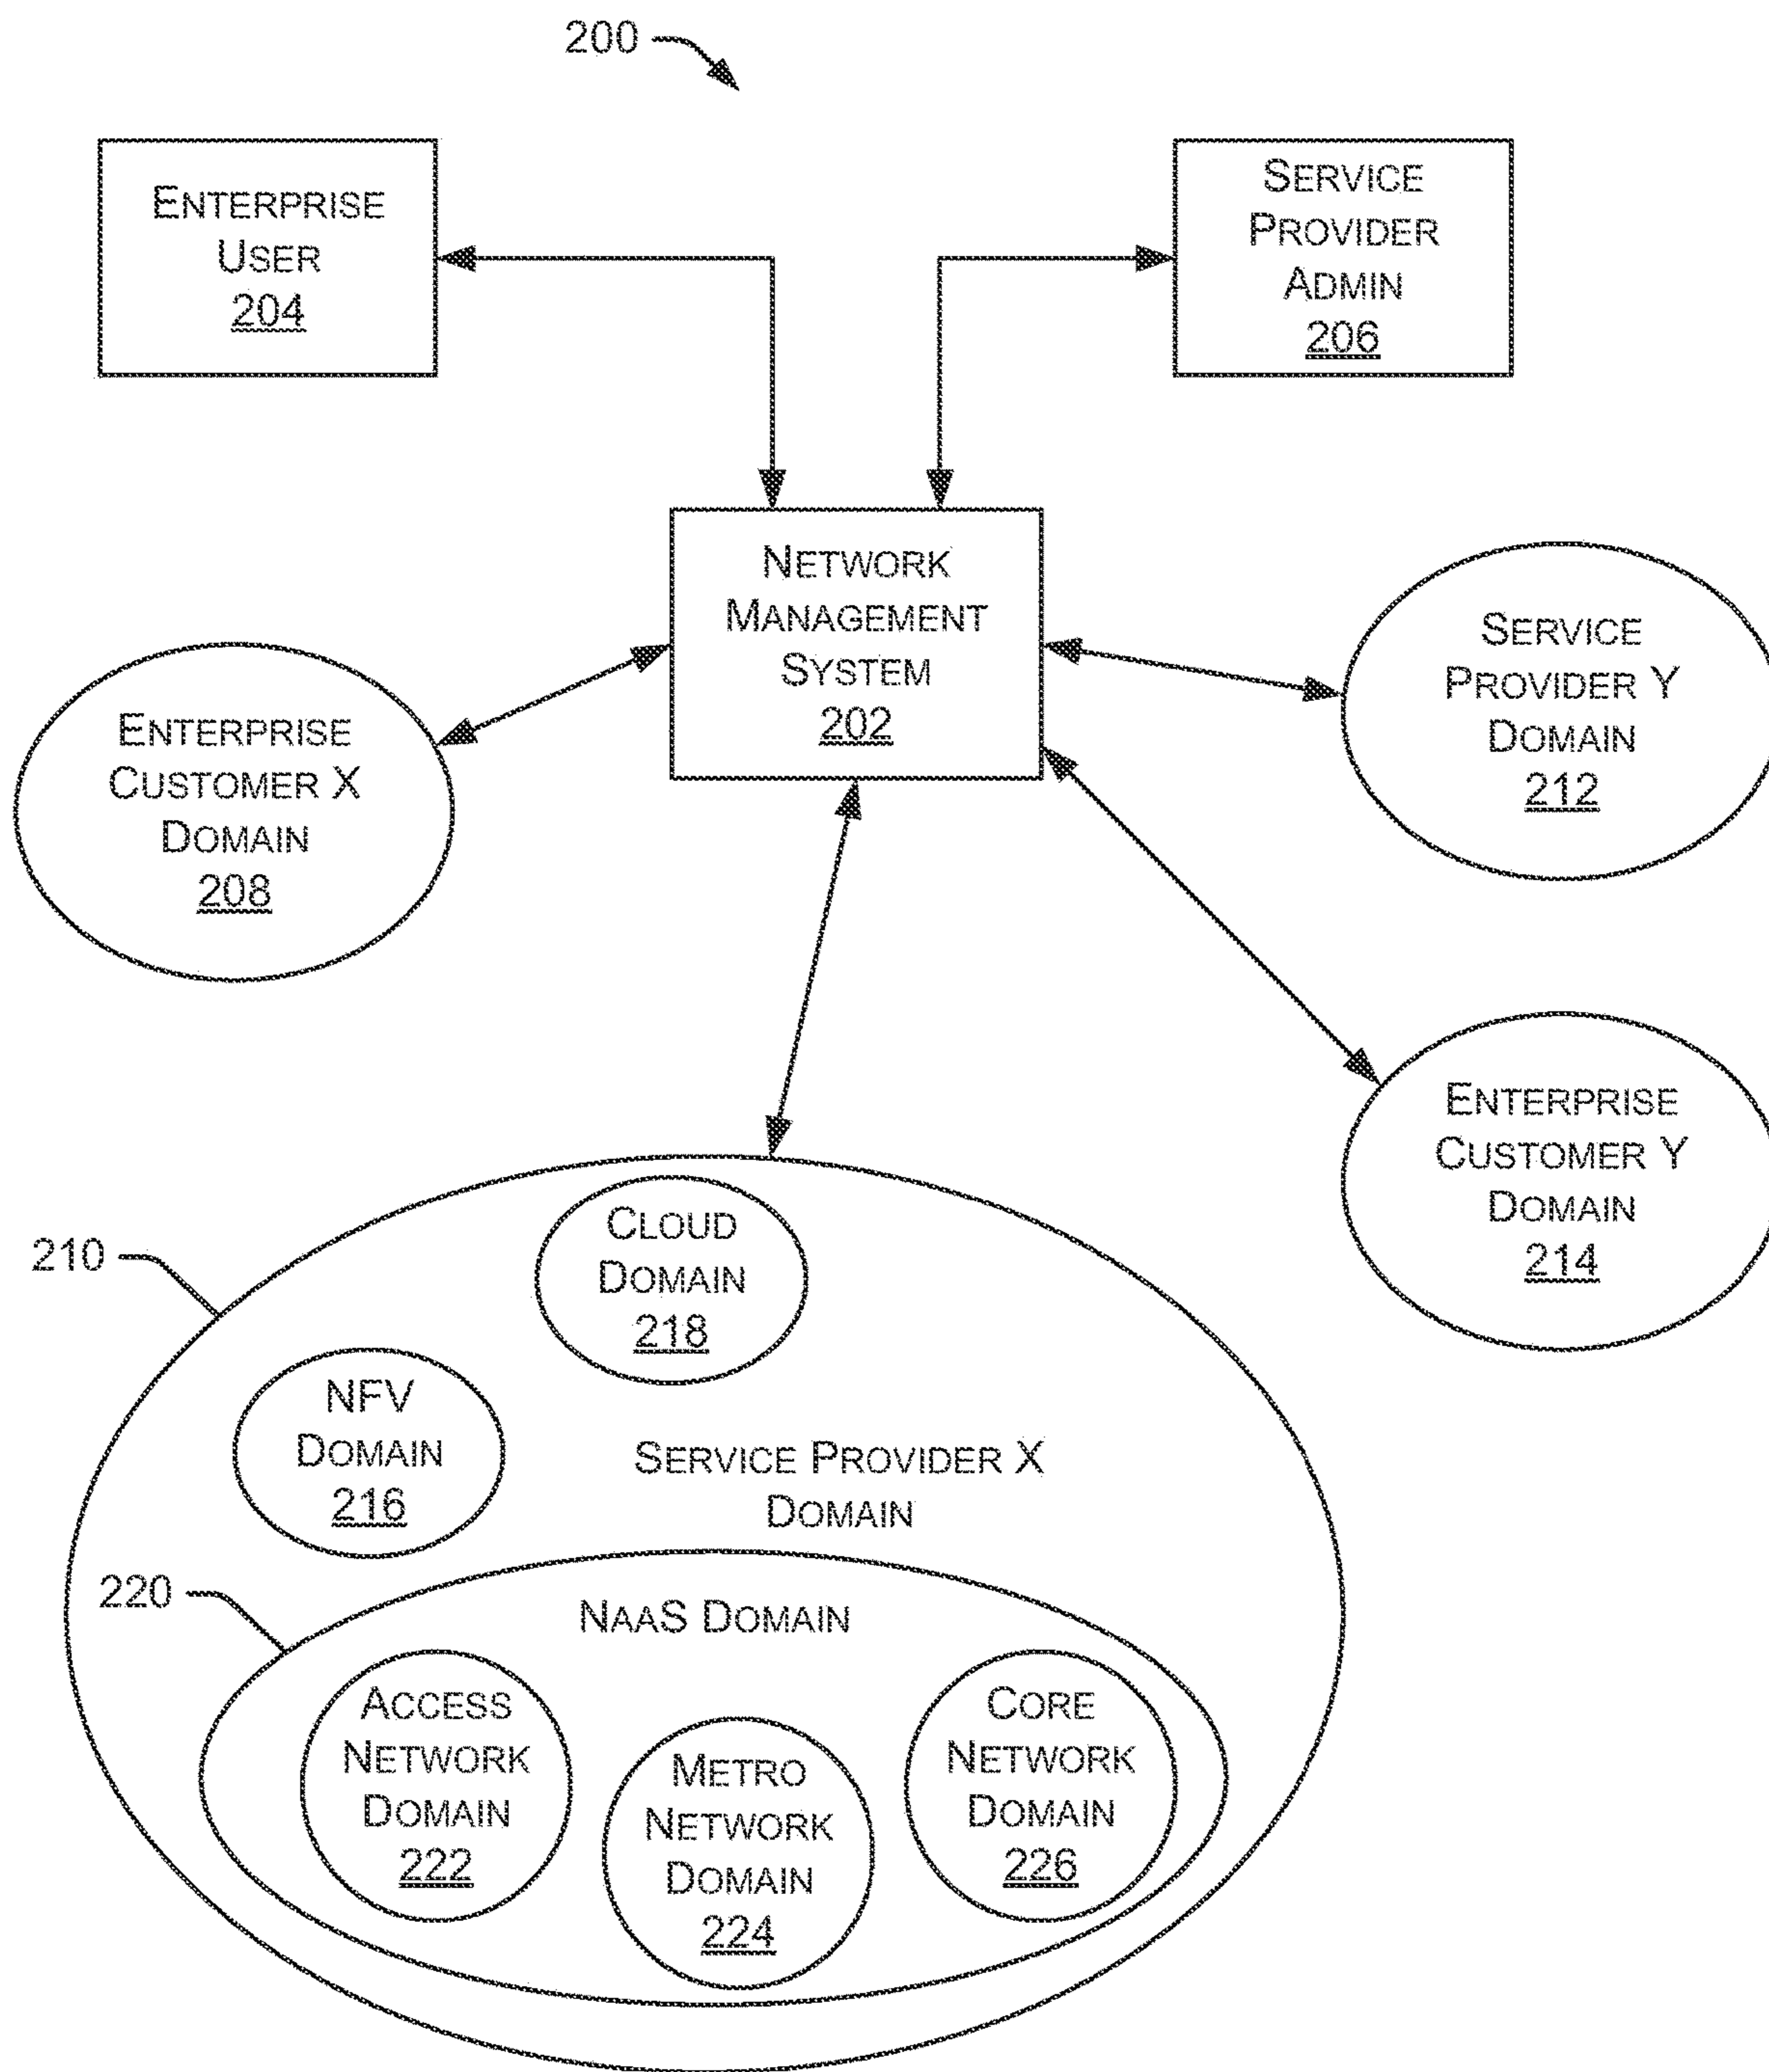 200
ENTERPRISE
USER
204
SERVICE
PROVIDER
ADMIN
206
NETWORK
MANAGEMENT
SYSTEM
202
ENTERPRISE
CUSTOMER X
DOMAIN
208
SERVICE
PROVIDER Y
DOMAIN
212
ENTERPRISE
CUSTOMER Y
DOMAIN
214
210
CLOUD
DOMAIN
218
NFV
DOMAIN
216
SERVICE PROVIDER X
DOMAIN
220
NAAS DOMAIN
ACCESS
NETWORK
DOMAIN
222
METRO
NETWORK
DOMAIN
224
CORE
NETWORK
DOMAIN
226